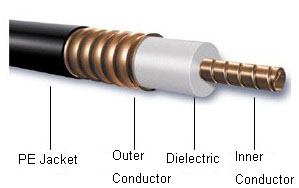 PE Jacket
Outer Conductor
Dielectric
Inner Conductor